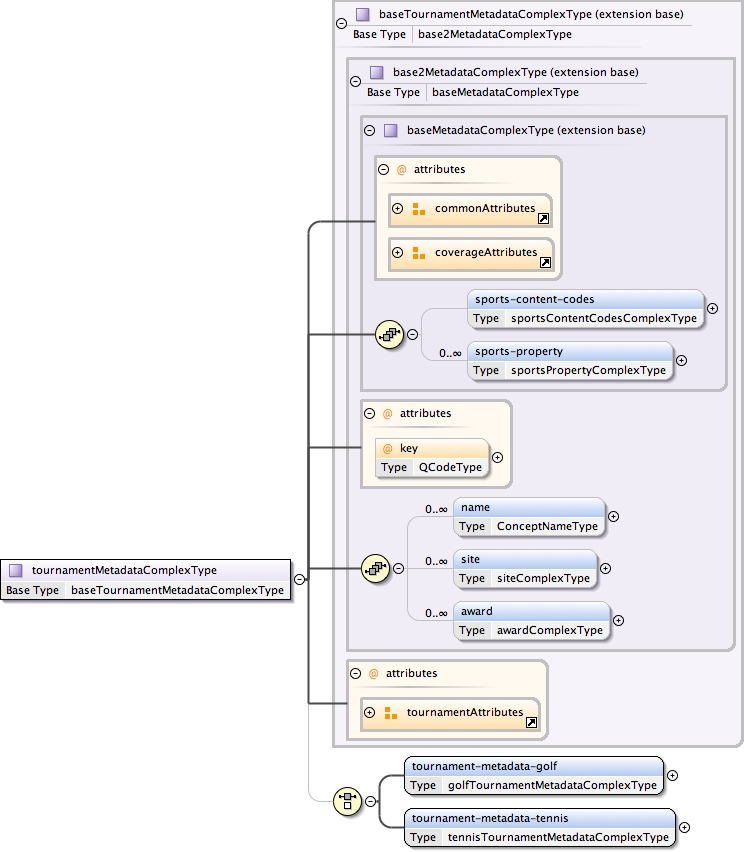 baseTournamentMetadataComplexType (extension base)
Base Type base2MetadataComplexType
base2MetadataComplexType (extension base)
Base Type baseMetadataComplexType
baseMetadataComplexType (extension base)
@ attributes
commonAttributes
coverageAttributes
sports-content-codes
Type sportsContentCodesComplexType
0..∞ sports-property
Type sportsPropertyComplexType
@ attributes
@ key
Type QCodeType
0..∞ name
Type ConceptNameType
0..∞ site
Type siteComplexType
0..∞ award
Type awardComplexType
tournamentMetadataComplexType
Base Type baseTournamentMetadataComplexType
@ attributes
tournamentAttributes
tournament-metadata-golf
Type golfTournamentMetadataComplexType
tournament-metadata-tennis
Type tennisTournamentMetadataComplexType